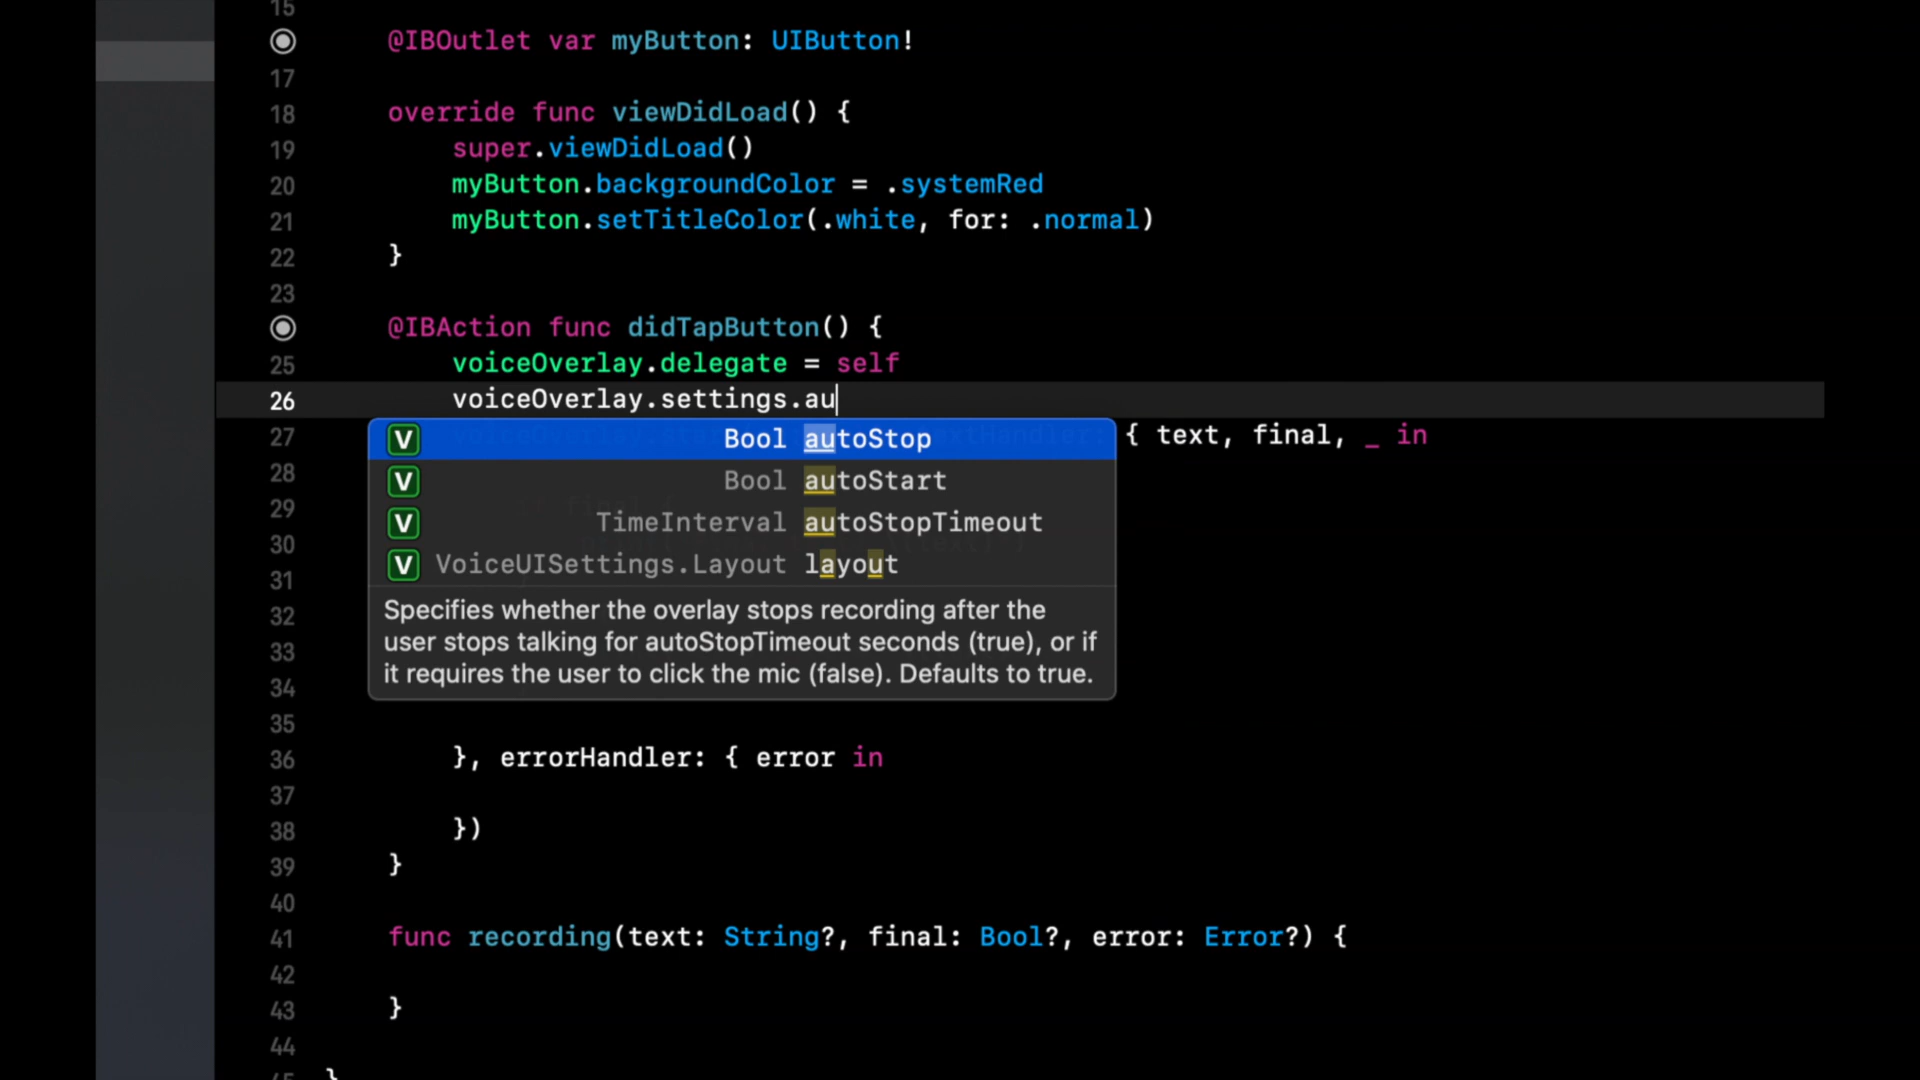 15
@IBOutlet var myButton: UIButton!
17
18 override func viewDidLoad() {
19 super.viewDidLoad()
20 myButton.backgroundColor = .systemRed
21 myButton.setTitleColor(.white, for: .normal)
22 }
23
@IBAction func didTapButton() {
25 voiceOverlay.delegate = self
26 voiceOverlay.settings.au
27 { text, final, _ in
V Bool autoStop
28
V Bool autoStart
29
V TimeInterval autoStopTimeout
30
V VoiceUISettings.Layout layout
31
32 Specifies whether the overlay stops recording after the
33 user stops talking for autoStopTimeout seconds (true), or if
34 it requires the user to click the mic (false). Defaults to true.
35
36 }, errorHandler: { error in
37
38 })
39 }
40
41 func recording(text: String?, final: Bool?, error: Error?) {
42
43 }
44
45 }